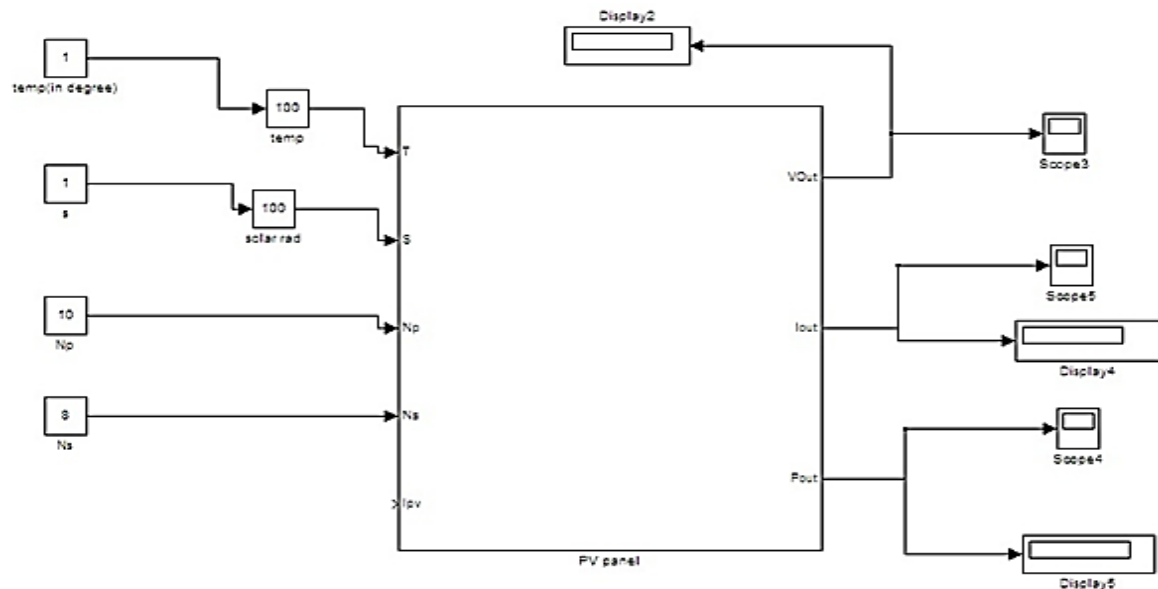 Display2
1
temp(in degree)
100
temp
T
Scope3
VOut
1
s
100
sollar rad
S
Scope5
10
Np
Np
Iout
Display4
8
Ns
Ns
Scope4
Pout
Ipv
PV panel
Display5